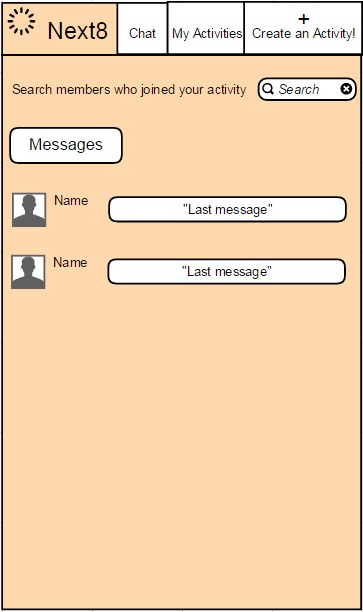 Next8
Chat
My Activities
+
Create an Activity!
Search members who joined your activity
Search
Messages
Name
"Last message"
Name
"Last message"